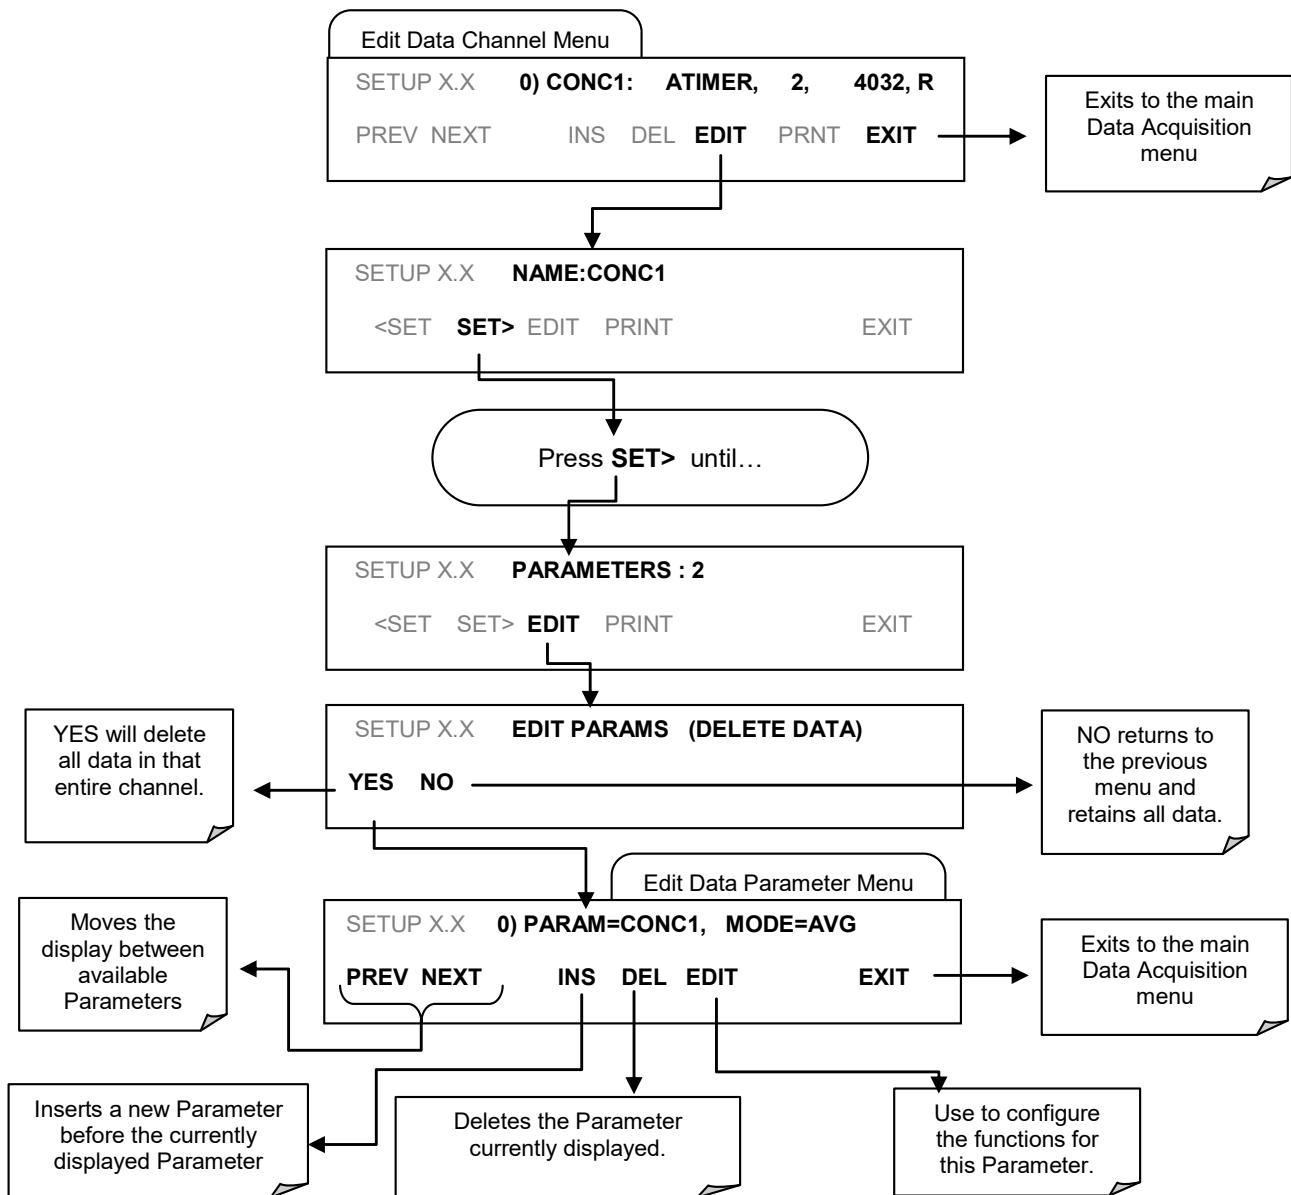 Edit Data Channel Menu
SETUP X.X 0) CONC1: ATIMER, 2, 4032, R
PREV NEXT INS DEL EDIT PRNT EXIT
Exits to the main
Data Acquisition
menu
SETUP X.X NAME:CONC1
<SET SET> EDIT PRINT EXIT
Press SET> until…
SETUP X.X PARAMETERS : 2
<SET SET> EDIT PRINT EXIT
SETUP X.X EDIT PARAMS (DELETE DATA)
YES NO
YES will delete
all data in that
entire channel.
NO returns to
the previous
menu and
retains all data.
Edit Data Parameter Menu
SETUP X.X 0) PARAM=CONC1, MODE=AVG
PREV NEXT INS DEL EDIT EXIT
Moves the
display between
available
Parameters
Exits to the main
Data Acquisition
menu
Inserts a new Parameter
before the currently
displayed Parameter
Deletes the Parameter
currently displayed.
Use to configure
the functions for
this Parameter.